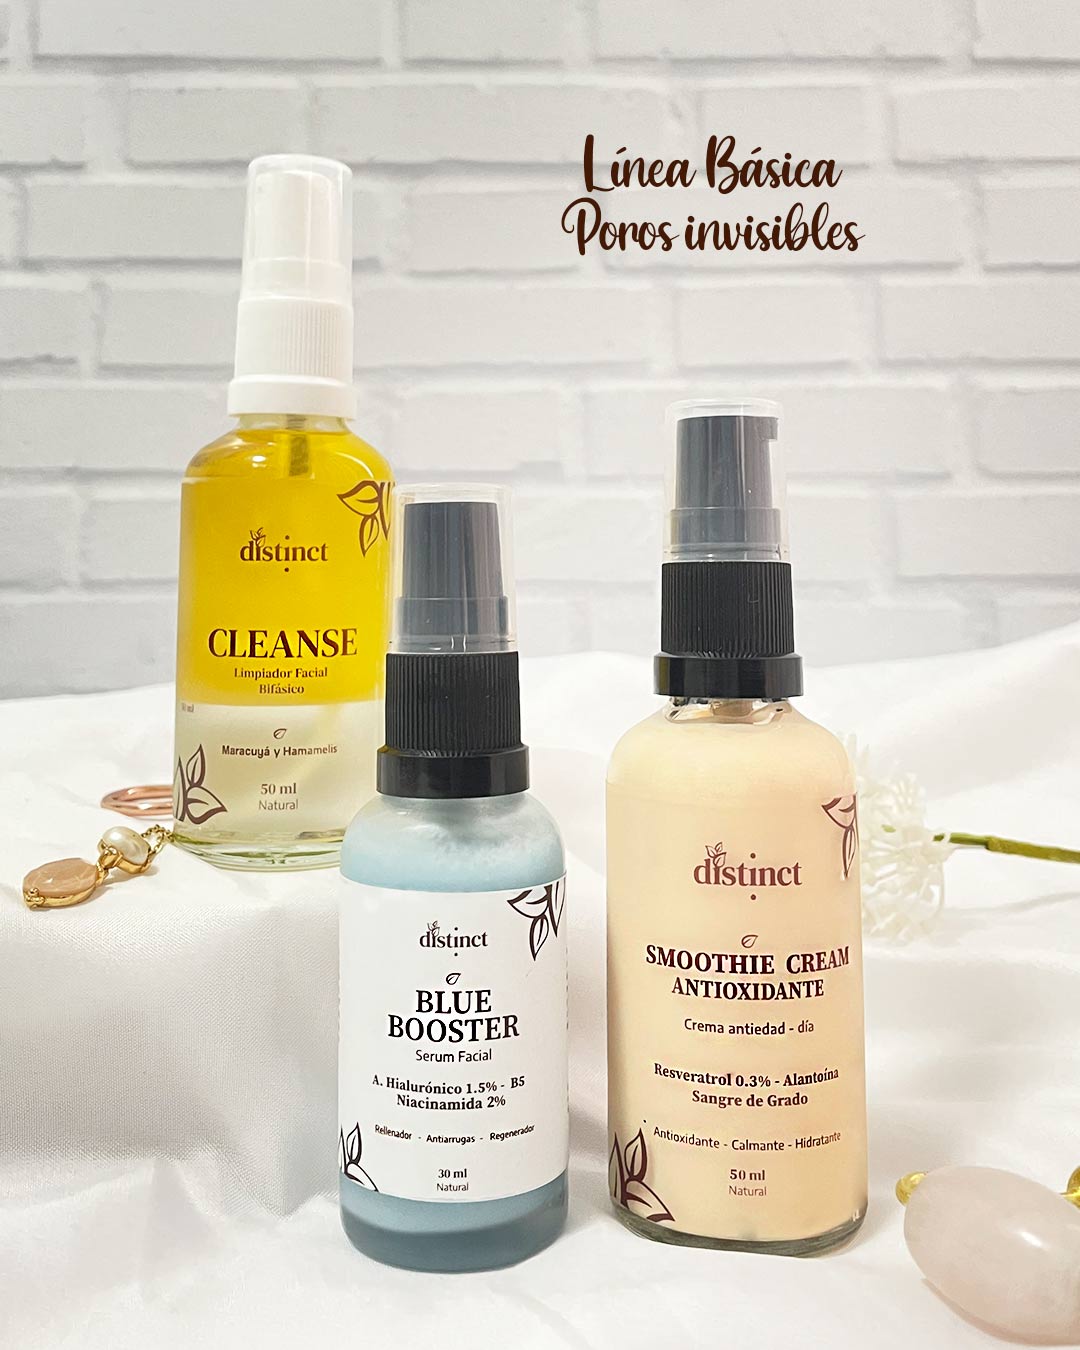 Línea Básica
Poros invisibles
distinct
CLEANSE
Limpiador Facial
Bifásico
Maracuyá y Hamamelis
50 ml
Natural
distinct
BLUE
BOOSTER
Serum Facial
A. Hialurónico 1.5% - B5
Niacinamida 2%
Rellenador - Antiarrugas - Regenerador
30 ml
Natural
distinct
SMOOTHIE CREAM
ANTIOXIDANTE
Crema antiedad - día
Resveratrol 0.3% - Alantoína
Sangre de Grado
Antioxidante - Calmante - Hidratante
50 ml
Natural